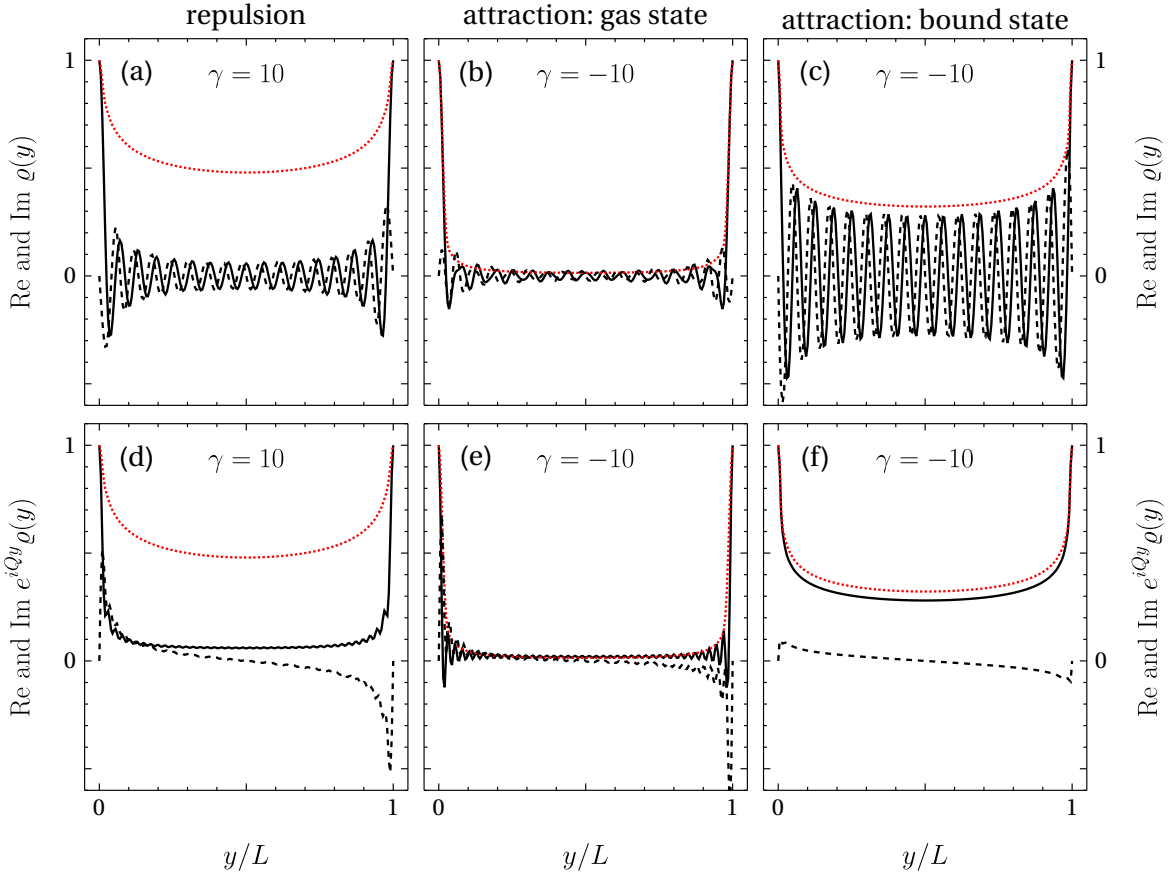 repulsion attraction: gas state attraction: bound state
(a) γ = 10 (b) γ = −10 (c) γ = −10
1 1
Re and Im ϱ(y) Re and Im ϱ(y)
0 0
(d) γ = 10 (e) γ = −10 (f) γ = −10
1 1
Re and Im e^{iQy} ϱ(y) Re and Im e^{iQy} ϱ(y)
0 0
0 1 0 1 0 1
y/L y/L y/L